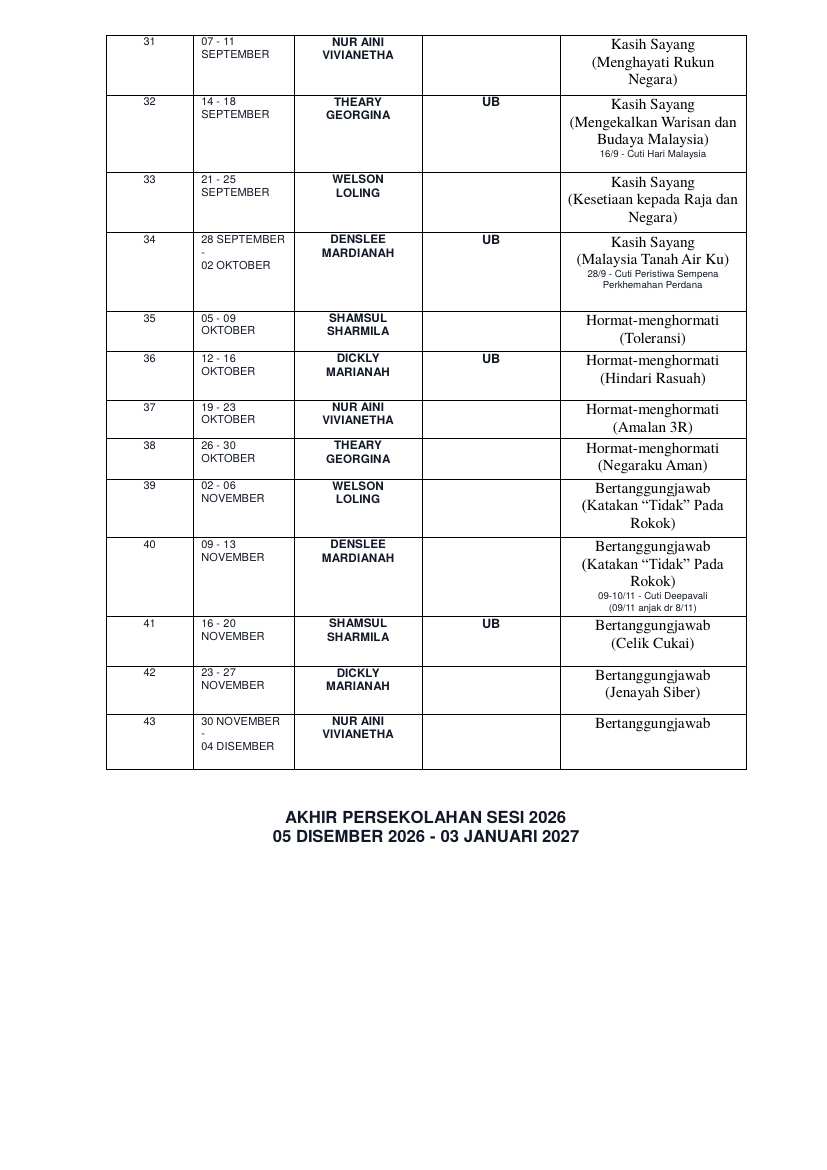 31
07 - 11
SEPTEMBER
NUR AINI
VIVIANETHA
Kasih Sayang
(Menghayati Rukun
Negara)
32
14 - 18
SEPTEMBER
THEARY
GEORGINA
UB
Kasih Sayang
(Mengekalkan Warisan dan
Budaya Malaysia)
16/9 - Cuti Hari Malaysia
33
21 - 25
SEPTEMBER
WELSON
LOLING
Kasih Sayang
(Kesetiaan kepada Raja dan
Negara)
34
28 SEPTEMBER
-
02 OKTOBER
DENSLEE
MARDIANAH
UB
Kasih Sayang
(Malaysia Tanah Air Ku)
28/9 - Cuti Peristiwa Sempena
Perkhemahan Perdana
35
05 - 09
OKTOBER
SHAMSUL
SHARMILA
Hormat-menghormati
(Toleransi)
36
12 - 16
OKTOBER
DICKLY
MARIANAH
UB
Hormat-menghormati
(Hindari Rasuah)
37
19 - 23
OKTOBER
NUR AINI
VIVIANETHA
Hormat-menghormati
(Amalan 3R)
38
26 - 30
OKTOBER
THEARY
GEORGINA
Hormat-menghormati
(Negaraku Aman)
39
02 - 06
NOVEMBER
WELSON
LOLING
Bertanggungjawab
(Katakan “Tidak” Pada
Rokok)
40
09 - 13
NOVEMBER
DENSLEE
MARDIANAH
Bertanggungjawab
(Katakan “Tidak” Pada
Rokok)
09-10/11 - Cuti Deepavali
(09/11 anjak dr 8/11)
41
16 - 20
NOVEMBER
SHAMSUL
SHARMILA
UB
Bertanggungjawab
(Celik Cukai)
42
23 - 27
NOVEMBER
DICKLY
MARIANAH
Bertanggungjawab
(Jenayah Siber)
43
30 NOVEMBER
-
04 DISEMBER
NUR AINI
VIVIANETHA
Bertanggungjawab
AKHIR PERSEKOLAHAN SESI 2026
05 DISEMBER 2026 - 03 JANUARI 2027